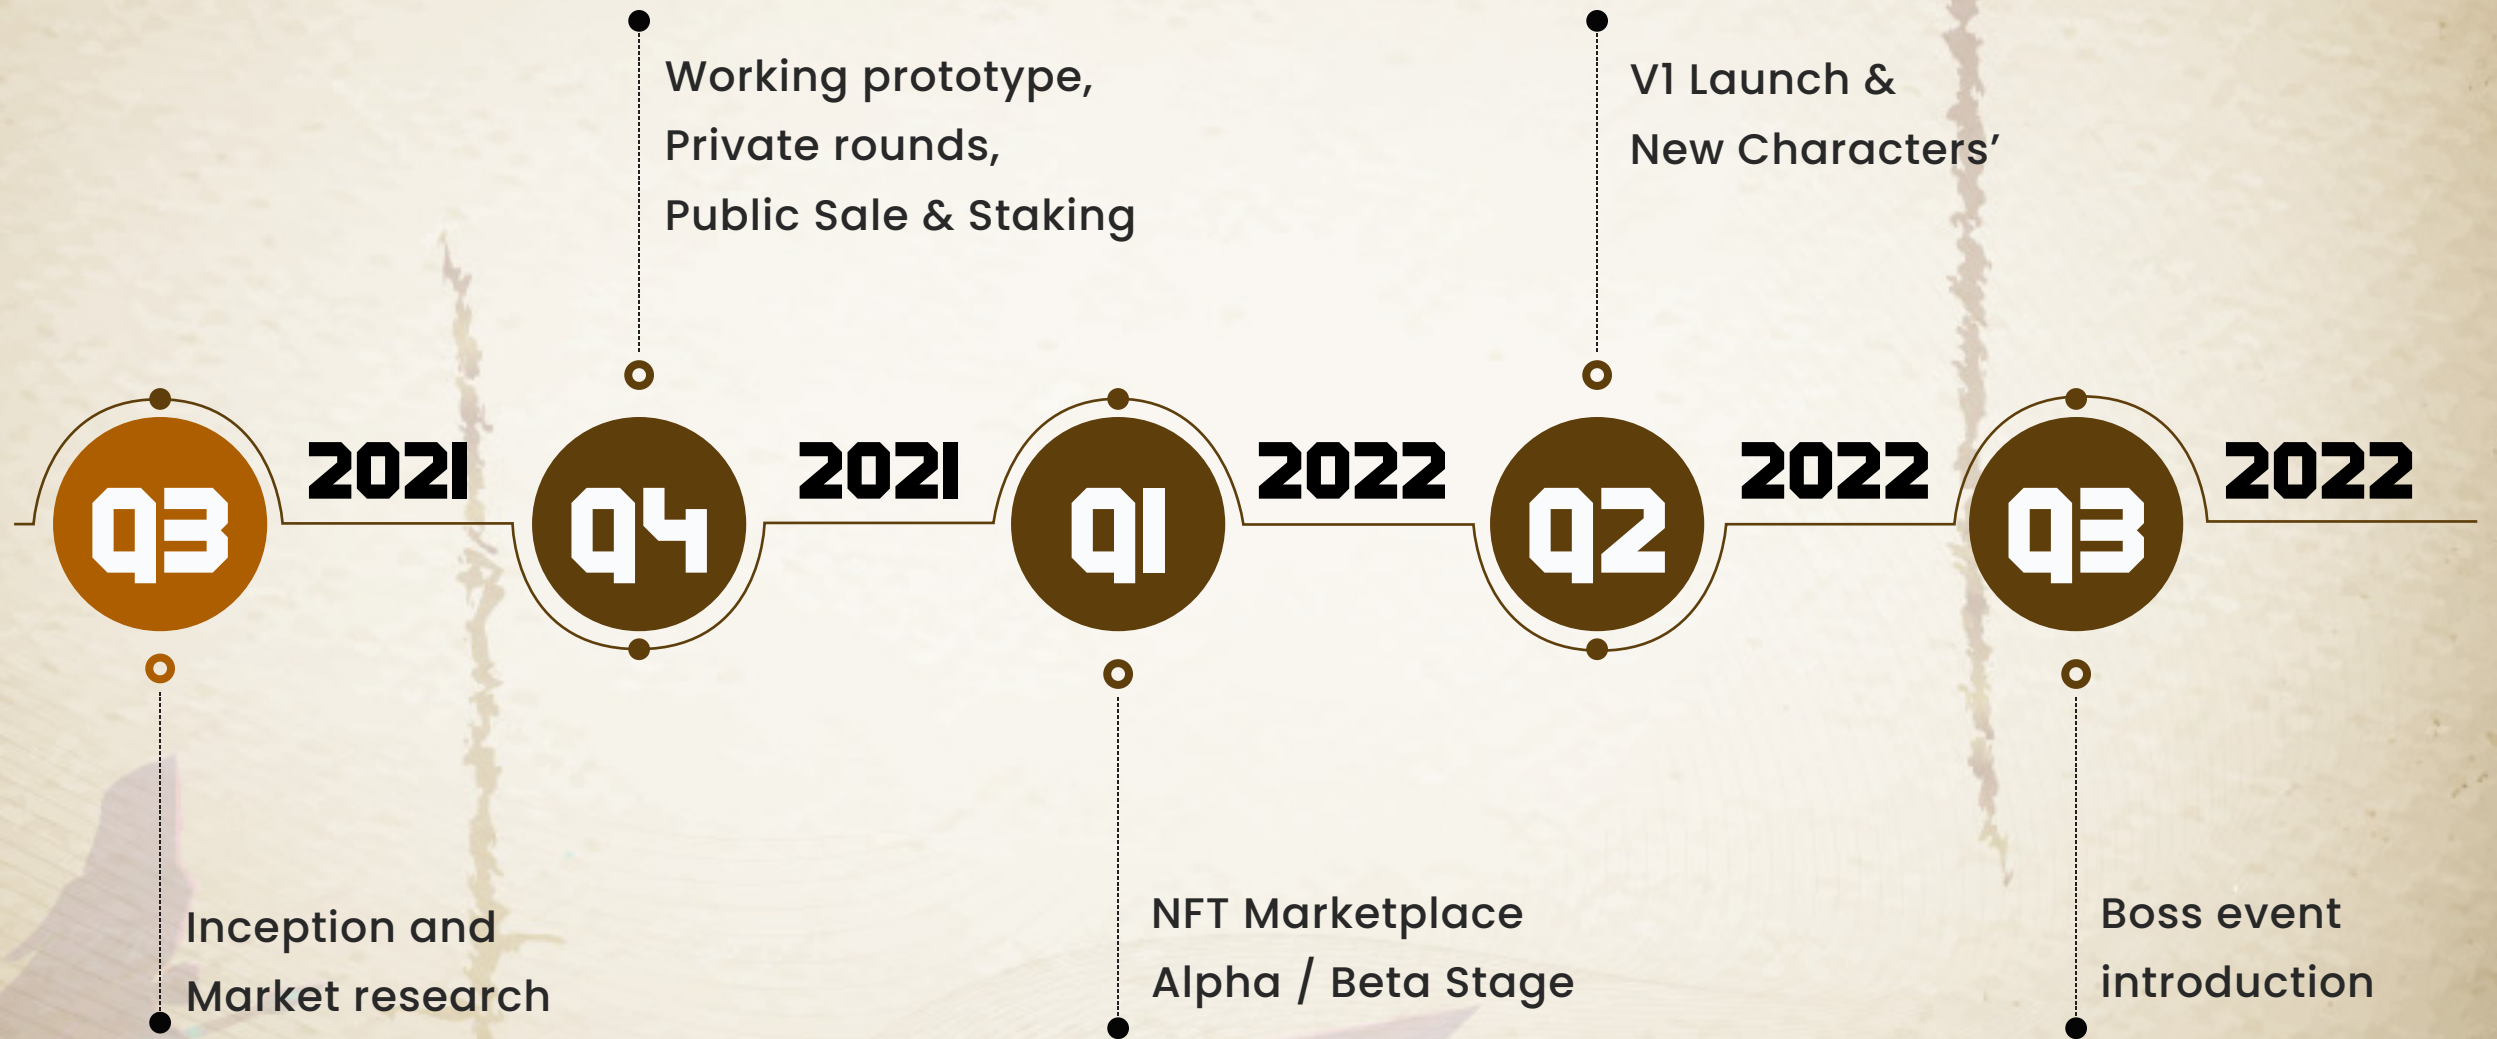 Working prototype,
Private rounds,
Public Sale & Staking
V1 Launch &
New Characters’
Q3 2021 Q4 2021 Q1 2022 Q2 2022 Q3 2022
Inception and
Market research
NFT Marketplace
Alpha / Beta Stage
Boss event
introduction